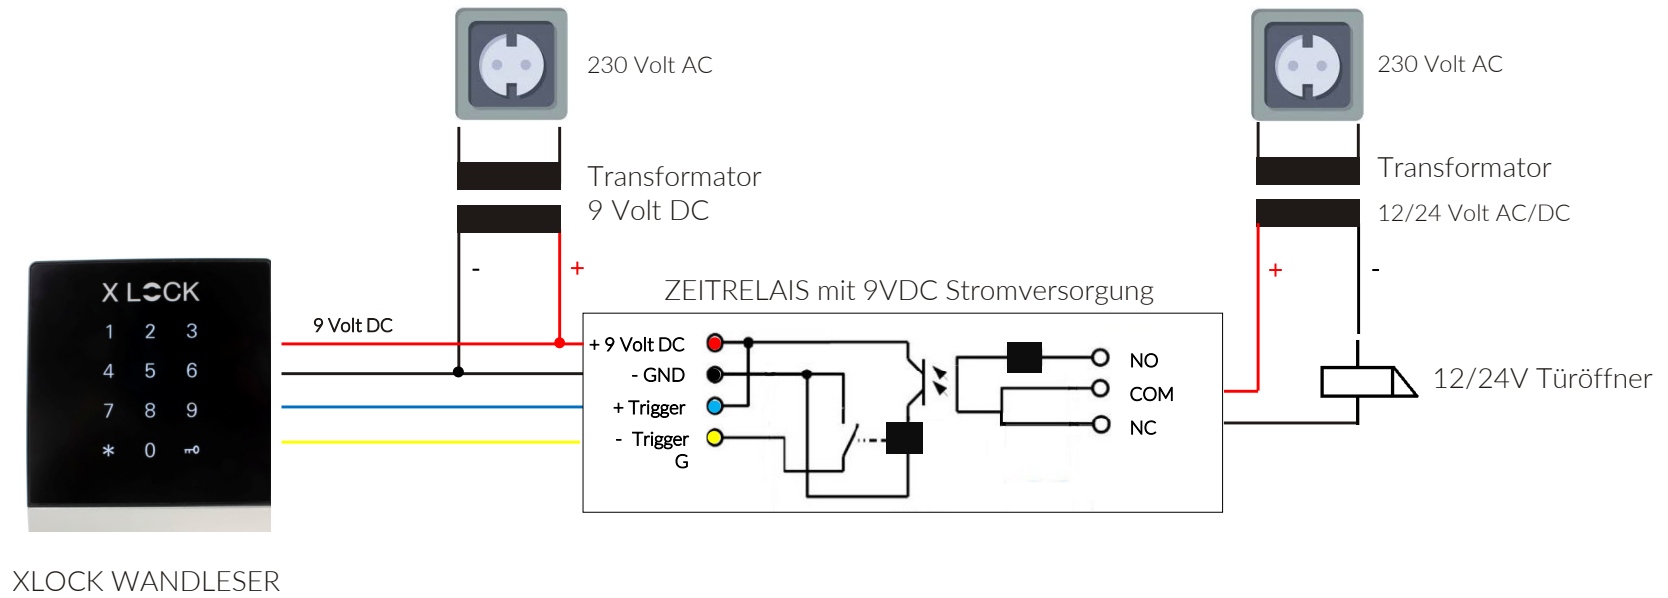 230 Volt AC
230 Volt AC
Transformator
9 Volt DC
Transformator
12/24 Volt AC/DC
- +
+ -
X LOCK
1 2 3
4 5 6
7 8 9
* 0
9 Volt DC
ZEITRELAIS mit 9VDC Stromversorgung
+ 9 Volt DC
- GND
+ Trigger
- Trigger
G
NO
COM
NC
12/24V Türöffner
XLOCK WANDLESER